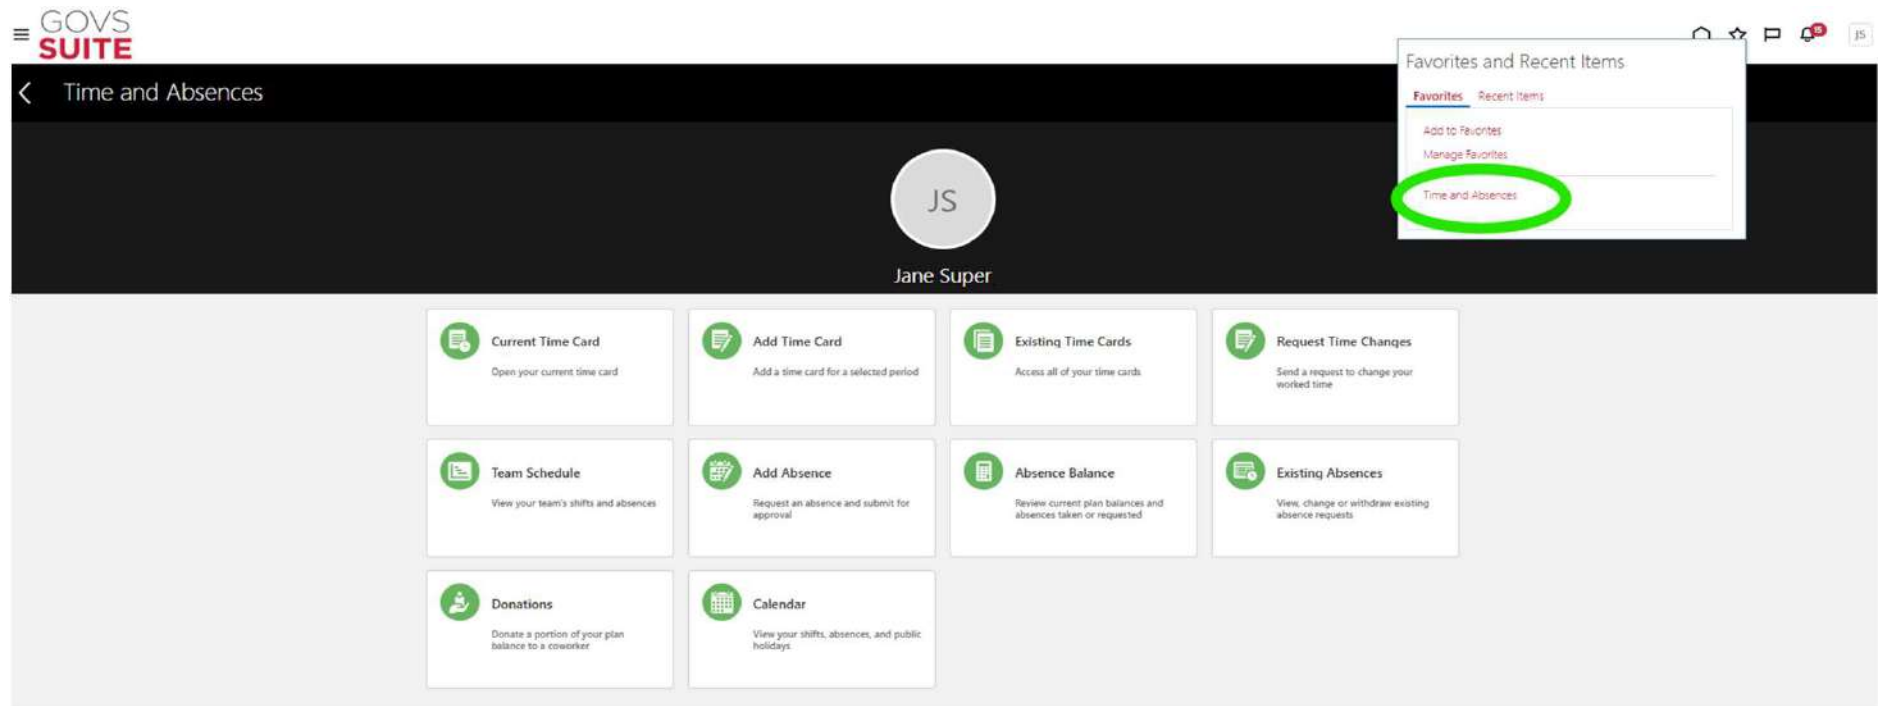 GOVS
SUITE
15
JS
Time and Absences
Favorites and Recent Items
Favorites Recent Items
Add to Favorites
Manage Favorites
Time and Absences
JS
Jane Super
Current Time Card
Open your current time card
Add Time Card
Add a time card for a selected period
Existing Time Cards
Access all of your time cards
Request Time Changes
Send a request to change your
worked time
Team Schedule
View your team's shifts and absences
Add Absence
Request an absence and submit for
approval
Absence Balance
Review current plan balances and
absences taken or requested
Existing Absences
View, change or withdraw existing
absence requests
Donations
Donate a portion of your plan
balance to a coworker
Calendar
View your shifts, absences, and public
holidays